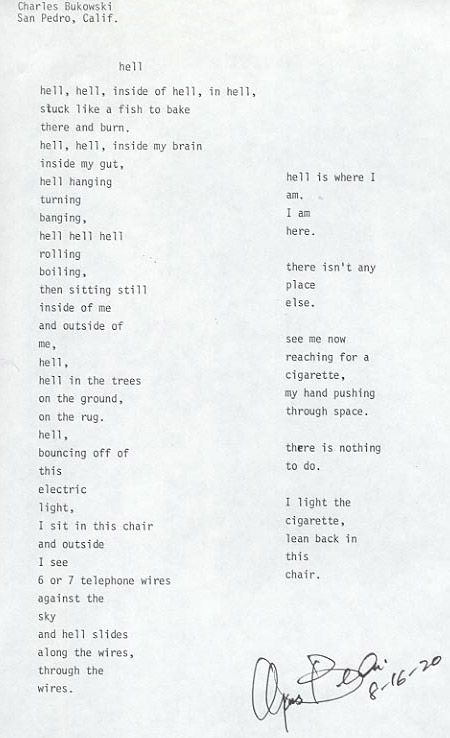 Charles Bukowski
San Pedro, Calif.
hell
hell, hell, inside of hell, in hell,
stuck like a fish to bake
there and burn.
hell, hell, inside my brain
inside my gut,
hell hanging
turning
banging,
hell hell hell
rolling
boiling,
then sitting still
inside of me
and outside of
me,
hell,
hell in the trees
on the ground,
on the rug.
hell,
bouncing off of
this
electric
light,
I sit in this chair
and outside
I see
6 or 7 telephone wires
against the
sky
and hell slides
along the wires,
through the
wires.
hell is where I
am.
I am
here.
there isn't any
place
else.
see me now
reaching for a
cigarette,
my hand pushing
through space.
there is nothing
to do.
I light the
cigarette,
lean back in
this
chair.
8-16-20